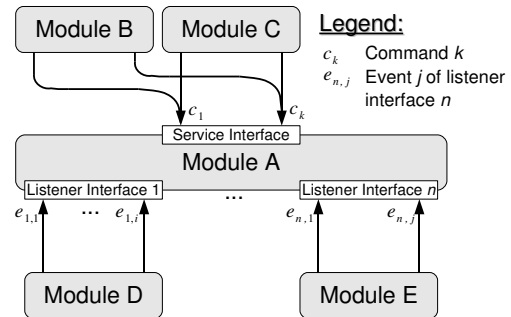 Module B
Module C
Legend:
c_k Command k
e_{n,j} Event j of listener
interface n
c_1
c_k
Service Interface
Module A
Listener Interface 1
...
Listener Interface n
e_{1,1}
...
e_{1,i}
e_{n,1}
e_{n,j}
Module D
Module E